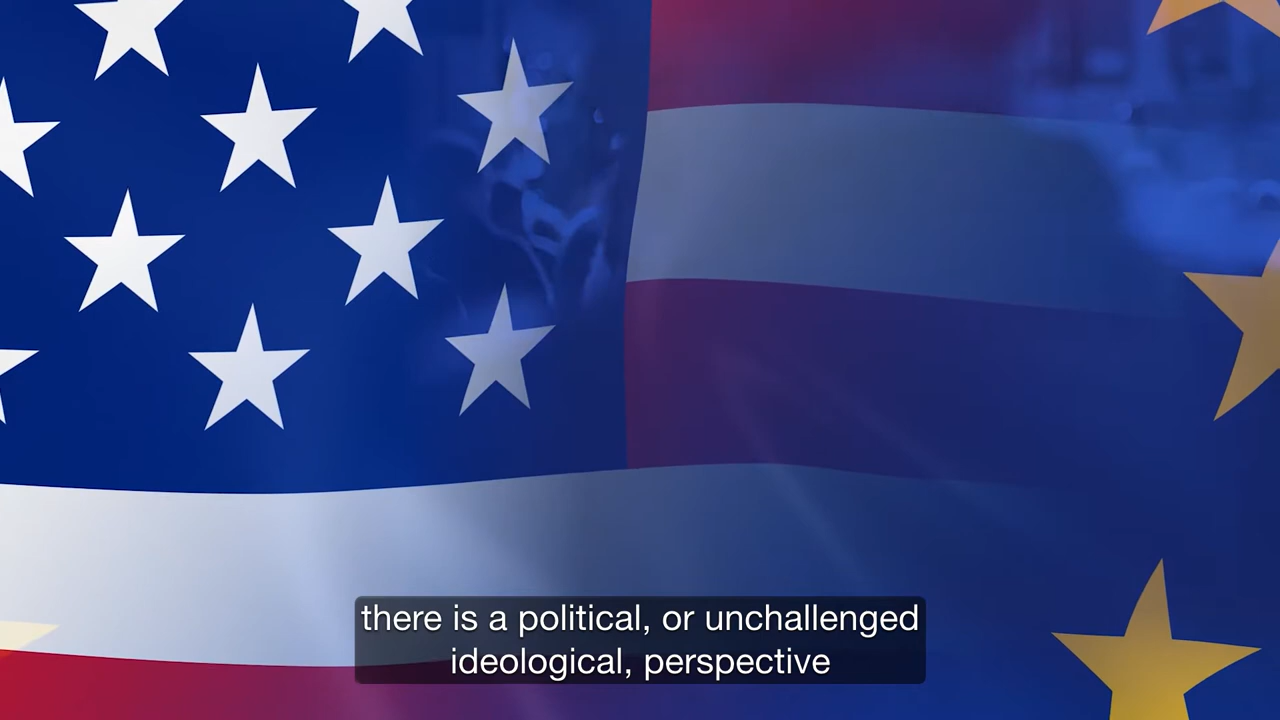 there is a political, or unchallenged
ideological, perspective